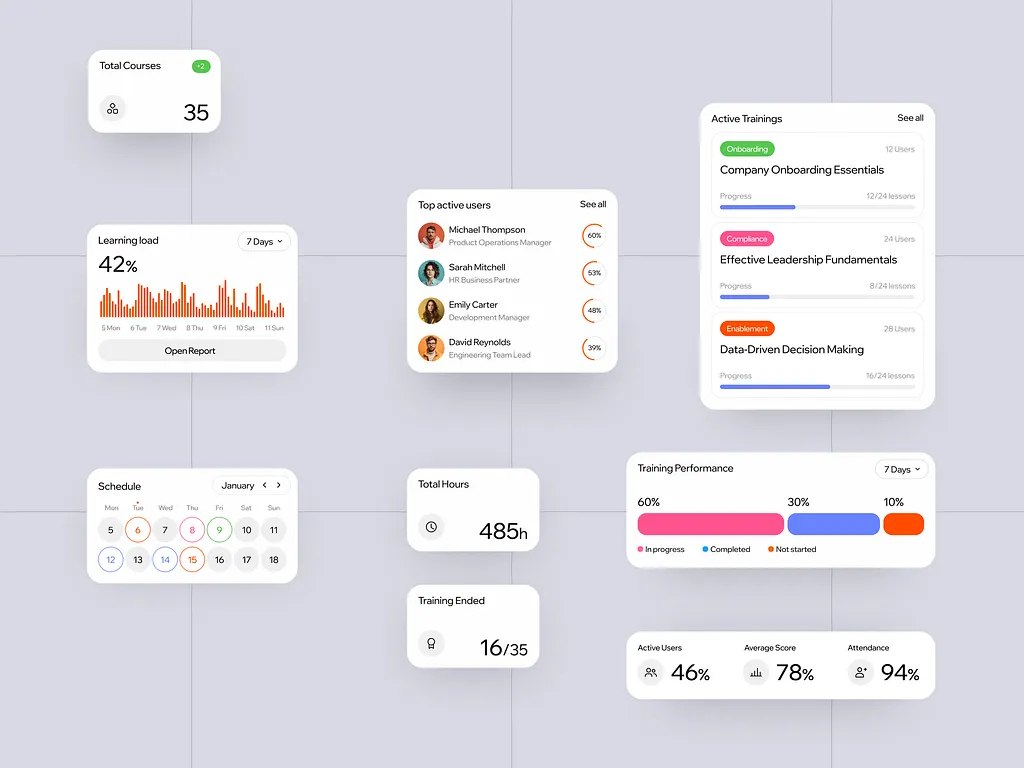 Total Courses
+2
35
Learning load
7 Days
42%
5 Mon 6 Tue 7 Wed 8 Thu 9 Fri 10 Sat 11 Sun
Open Report
Schedule
January
Mon Tue Wed Thu Fri Sat Sun
5 6 7 8 9 10 11
12 13 14 15 16 17 18
Top active users
See all
Michael Thompson
Product Operations Manager
60%
Sarah Mitchell
HR Business Partner
53%
Emily Carter
Development Manager
48%
David Reynolds
Engineering Team Lead
39%
Total Hours
485h
Training Ended
16/35
Active Trainings
See all
Onboarding
12 Users
Company Onboarding Essentials
Progress
12/24 lessons
Compliance
24 Users
Effective Leadership Fundamentals
Progress
8/24 lessons
Enablement
28 Users
Data-Driven Decision Making
Progress
16/24 lessons
Training Performance
7 Days
60% 30% 10%
In progress Completed Not started
Active Users
46%
Average Score
78%
Attendance
94%